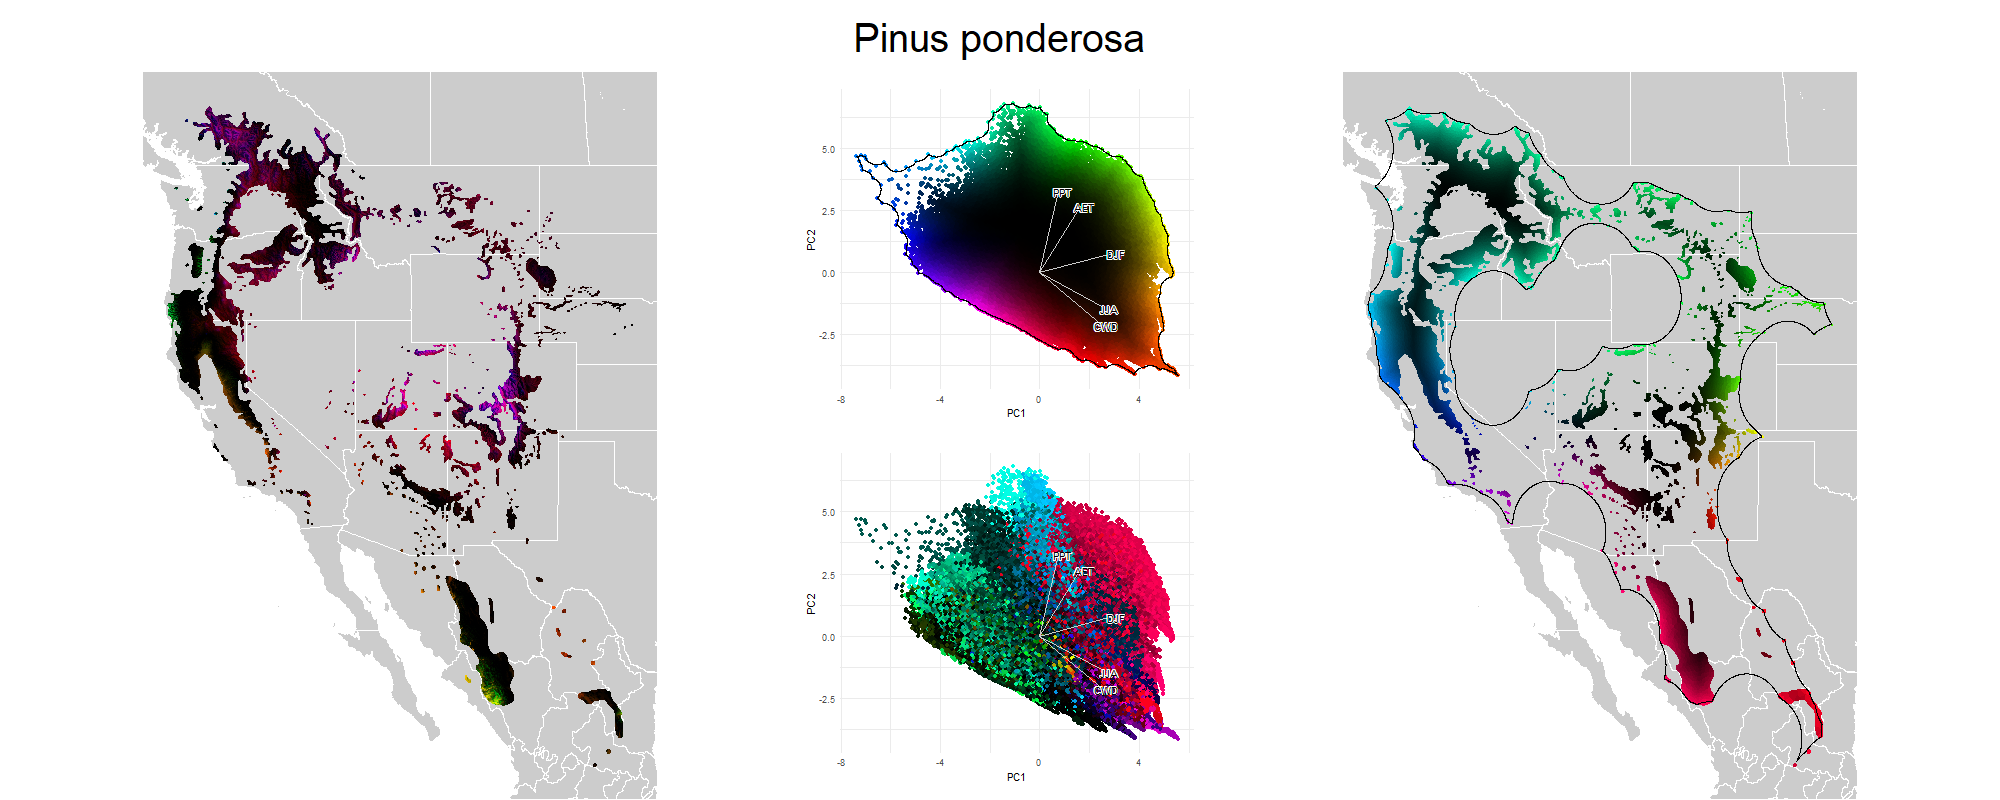 Pinus ponderosa
5.0
2.5
0.0
-2.5
PC2
PPT
AET
DJF
JJA
CWD
-8
-4
0
4
PC1
5.0
2.5
0.0
-2.5
PC2
PPT
AET
DJF
JJA
CWD
-8
-4
0
4
PC1